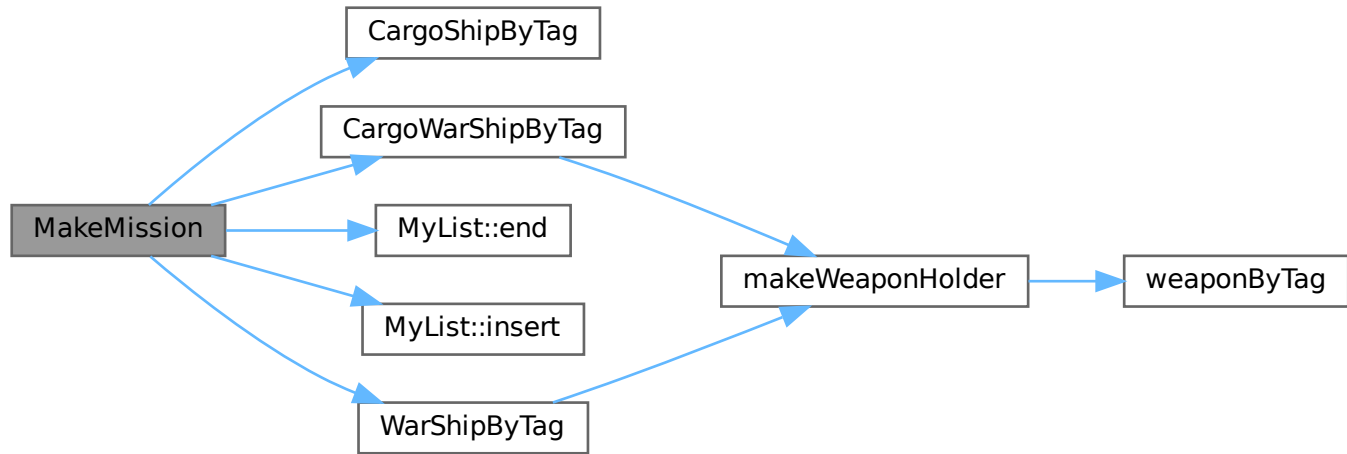 CargoShipByTag
CargoWarShipByTag
MakeMission
MyList::end
makeWeaponHolder
weaponByTag
MyList::insert
WarShipByTag